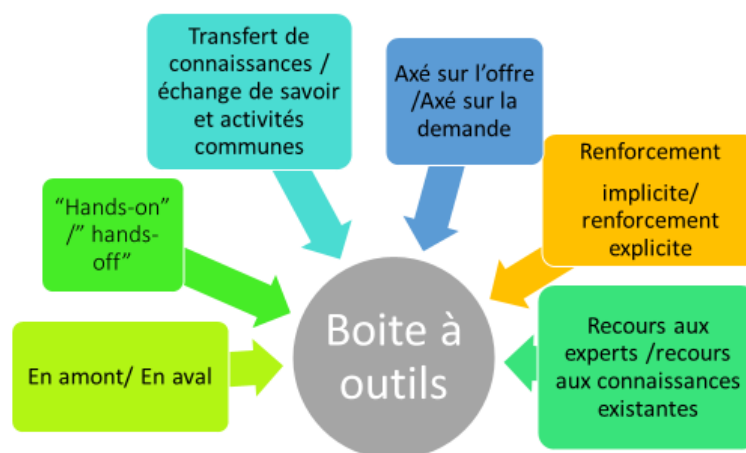 Transfert de
connaissances /
échange de savoir
et activités
communes
Axé sur l’offre
/Axé sur la
demande
Renforcement
implicite/
renforcement
explicite
“Hands-on”
/” hands-
off”
En amont/ En aval
Boite à
outils
Recours aux
experts /recours
aux connaissances
existantes